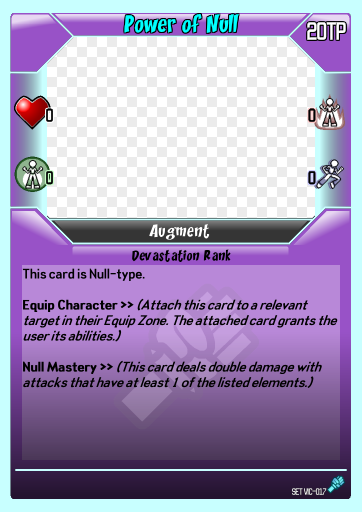 Power of Null
20TP
0
0
0
0
Augment
Devastation Rank
This card is Null-type.
Equip Character >> (Attach this card to a relevant
target in their Equip Zone. The attached card grants the
user its abilities.)
Null Mastery >> (This card deals double damage with
attacks that have at least 1 of the listed elements.)
SET VIC-017